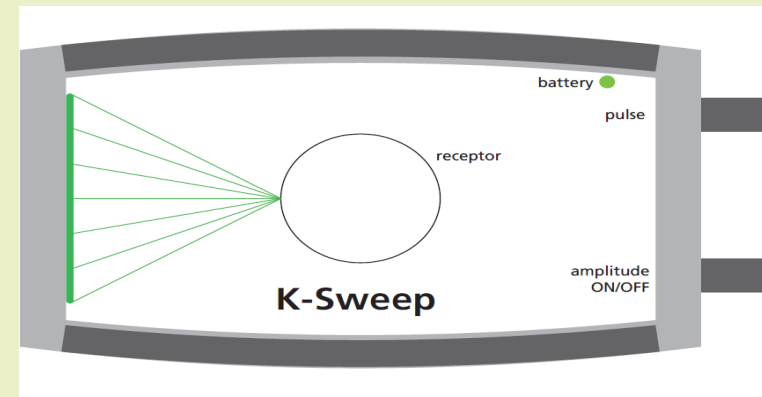 battery
pulse
receptor
amplitude
ON/OFF
K-Sweep